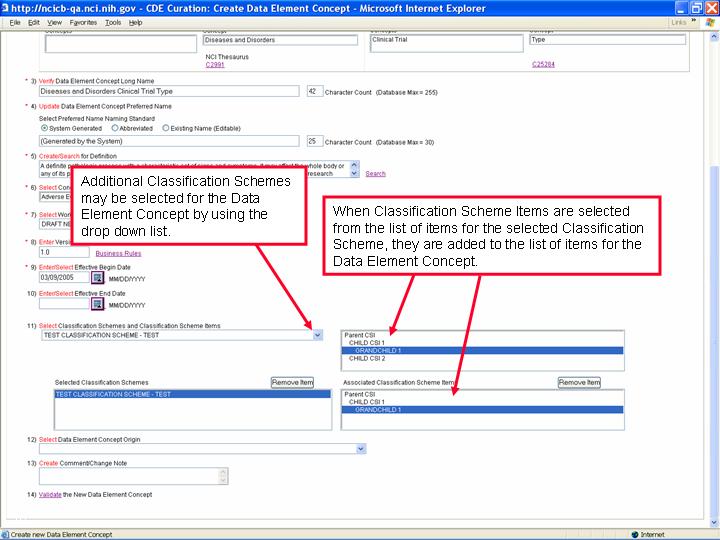 http://ncicb-qa.nci.nih.gov - CDE Curation: Create Data Element Concept - Microsoft Internet Explorer
File Edit View Favorites Tools Help Links »
Concepts Concepts Concepts Concepts
Diseases and Disorders Clinical Trial Type
NCI Thesaurus
C2991 C25284
* 3) Verify Data Element Concept Long Name
Diseases and Disorders Clinical Trial Type 42 Character Count (Database Max = 255)
* 4) Update Data Element Concept Preferred Name
Select Preferred Name Naming Standard
System Generated Abbreviated Existing Name (Editable)
(Generated by the System) 25 Character Count (Database Max = 30)
* 5) Create/Search for Definition
A definite pathologic process with a characteristic set of signs and symptoms. It may affect the whole body or
any of its p research Search
* 6) Select Conc
Adverse Ev
* 7) Select Work
DRAFT NE
* 8) Enter Versi
1.0 Business Rules
* 9) Enter/Select Effective Begin Date
03/09/2005 MM/DD/YYYY
10) Enter/Select Effective End Date
MM/DD/YYYY
Additional Classification Schemes
may be selected for the Data
Element Concept by using the
drop down list.
When Classification Scheme Items are selected
from the list of items for the selected Classification
Scheme, they are added to the list of items for the
Data Element Concept.
11) Select Classification Schemes and Classification Scheme Items
TEST CLASSIFICATION SCHEME - TEST
Parent CSI
CHILD CSI 1
GRANDCHILD 1
CHILD CSI 2
Selected Classification Schemes Remove Item Associated Classification Scheme Items Remove Item
TEST CLASSIFICATION SCHEME - TEST
Parent CSI
CHILD CSI 1
GRANDCHILD 1
12) Select Data Element Concept Origin
13) Create Comment/Change Note
14) Validate the New Data Element Concept
Create new Data Element Concept Internet